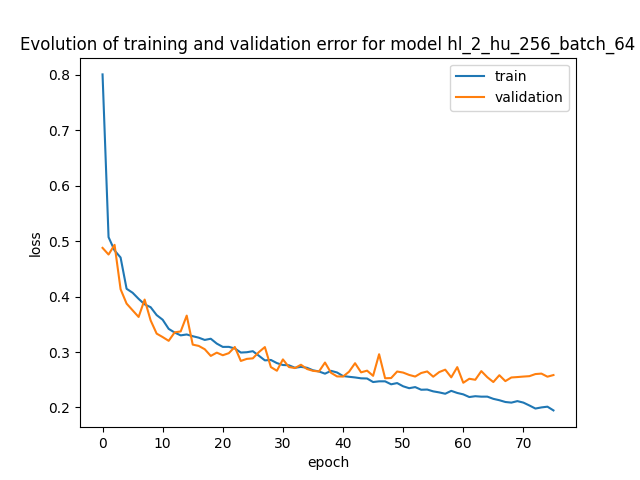 Evolution of training and validation error for model hl_2_hu_256_batch_64
train
validation
0.8
0.7
0.6
0.5
0.4
0.3
0.2
loss
0 10 20 30 40 50 60 70
epoch